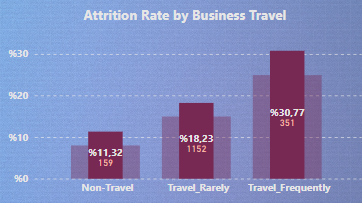 Attrition Rate by Business Travel
%30
%20
%10
%0
%11,32
159
%18,23
1152
%30,77
351
Non-Travel
Travel_Rarely
Travel_Frequently